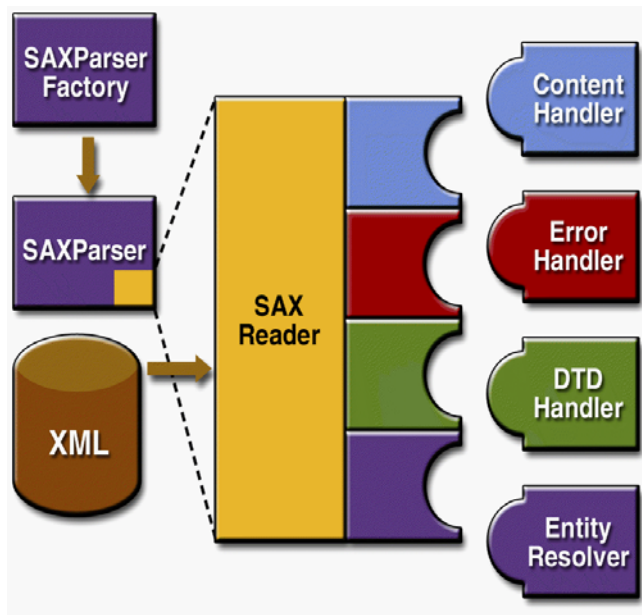 SAXParser
Factory
SAXParser
XML
SAX
Reader
Content
Handler
Error
Handler
DTD
Handler
Entity
Resolver